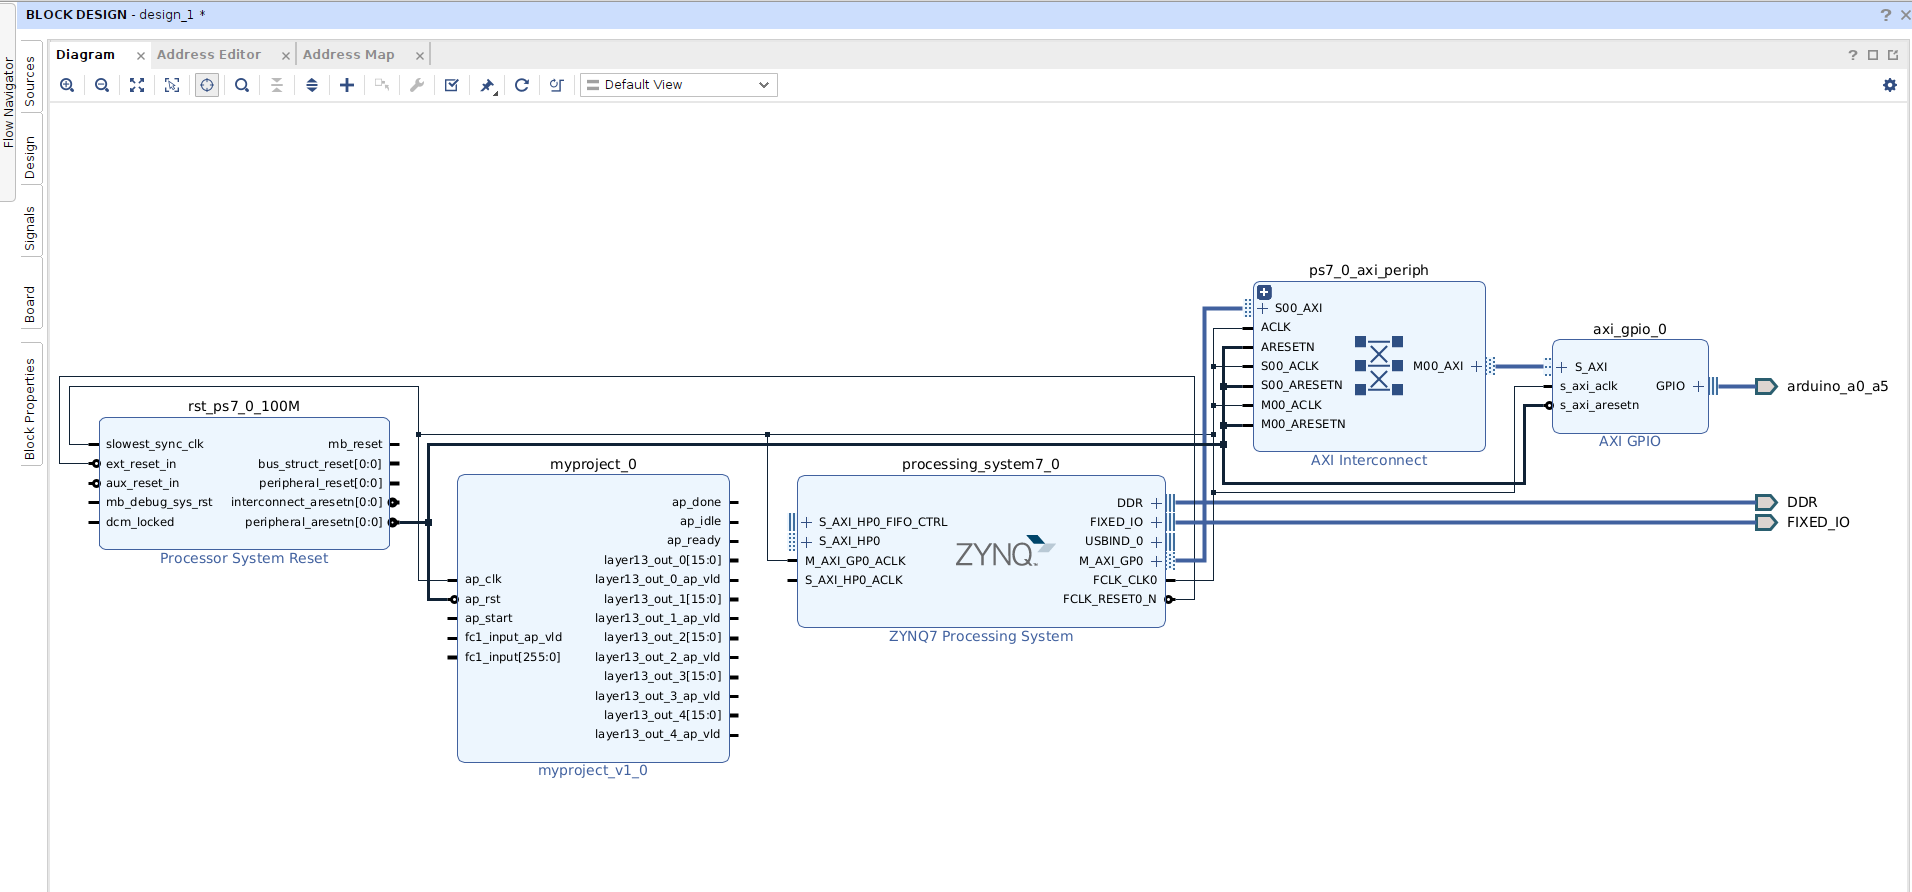 BLOCK DESIGN - design_1 *
Diagram
Address Editor
Address Map
Default View
Flow Navigator
Sources
Design
Signals
Board
Block Properties
rst_ps7_0_100M
slowest_sync_clk
ext_reset_in
aux_reset_in
mb_debug_sys_rst
dcm_locked
mb_reset
bus_struct_reset[0:0]
peripheral_reset[0:0]
interconnect_aresetn[0:0]
peripheral_aresetn[0:0]
Processor System Reset
myproject_0
ap_clk
ap_rst
ap_start
fc1_input_ap_vld
fc1_input[255:0]
ap_done
ap_idle
ap_ready
layer13_out_0[15:0]
layer13_out_0_ap_vld
layer13_out_1[15:0]
layer13_out_1_ap_vld
layer13_out_2[15:0]
layer13_out_2_ap_vld
layer13_out_3[15:0]
layer13_out_3_ap_vld
layer13_out_4[15:0]
layer13_out_4_ap_vld
myproject_v1_0
processing_system7_0
S_AXI_HP0_FIFO_CTRL
S_AXI_HP0
M_AXI_GP0_ACLK
S_AXI_HP0_ACLK
ZYNQ
DDR
FIXED_IO
USBIND_0
M_AXI_GP0
FCLK_CLK0
FCLK_RESET0_N
ZYNQ7 Processing System
ps7_0_axi_periph
S00_AXI
ACLK
ARESETN
S00_ACLK
S00_ARESETN
M00_ACLK
M00_ARESETN
M00_AXI
AXI Interconnect
axi_gpio_0
S_AXI
s_axi_aclk
s_axi_aresetn
GPIO
AXI GPIO
arduino_a0_a5
DDR
FIXED_IO